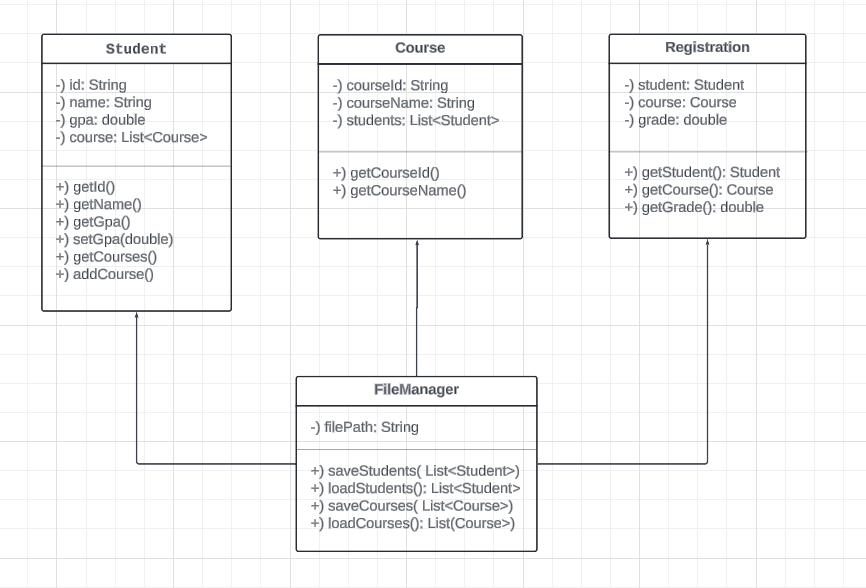 Student
-) id: String
-) name: String
-) gpa: double
-) course: List<Course>
+) getId()
+) getName()
+) getGpa()
+) setGpa(double)
+) getCourses()
+) addCourse()
Course
-) courseId: String
-) courseName: String
-) students: List<Student>
+) getCourseId()
+) getCourseName()
Registration
-) student: Student
-) course: Course
-) grade: double
+) getStudent(): Student
+) getCourse(): Course
+) getGrade(): double
FileManager
-) filePath: String
+) saveStudents( List<Student>)
+) loadStudents(): List<Student>
+) saveCourses( List<Course>)
+) loadCourses(): List(Course>)